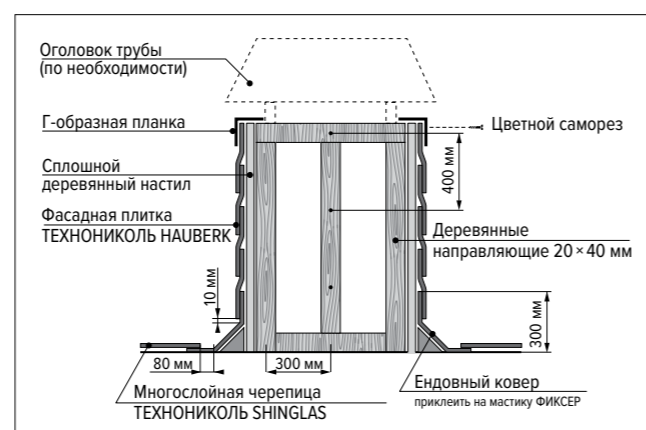 Оголовок трубы
(по необходимости)
Г-образная планка
Цветной саморез
Сплошной
деревянный настил
400 мм
Фасадная плитка
ТЕХНОНИКОЛЬ HAUBERK
Деревянные
направляющие 20 × 40 мм
10 мм
300 мм
80 мм
300 мм
Многослойная черепица
ТЕХНОНИКОЛЬ SHINGLAS
Ендовный ковер
приклеить на мастику ФИКСЕР